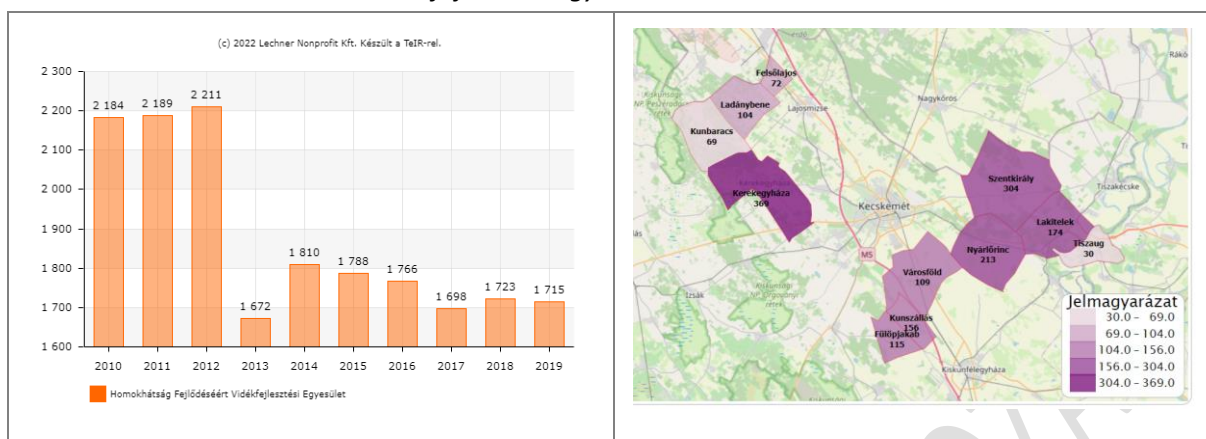 (c) 2022 Lechner Nonprofit Kft. Készült a TeIR-rel.
2 300
2 200
2 100
2 000
1 900
1 800
1 700
1 600
2 184
2 189
2 211
1 672
1 810
1 788
1 766
1 698
1 723
1 715
2010 2011 2012 2013 2014 2015 2016 2017 2018 2019
Homokhátság Fejlődéséért Vidékfejlesztési Egyesület
Felsőlajos
72
Lajosmizse
Ladánybene
104
Kunbaracs
69
Kerekegyháza
369
Nagykőrös
Kecskemét
Szentkirály
304
Tiszakécske
Lakitelek
174
Tiszaug
30
Nyárlőrinc
213
M5
Városföld
109
Izsák
Kunszállás
156
Fülöpjakab
115
Kiskunfélegyháza
Jelmagyarázat
30.0 - 69.0
69.0 - 104.0
104.0 - 156.0
156.0 - 304.0
304.0 - 369.0